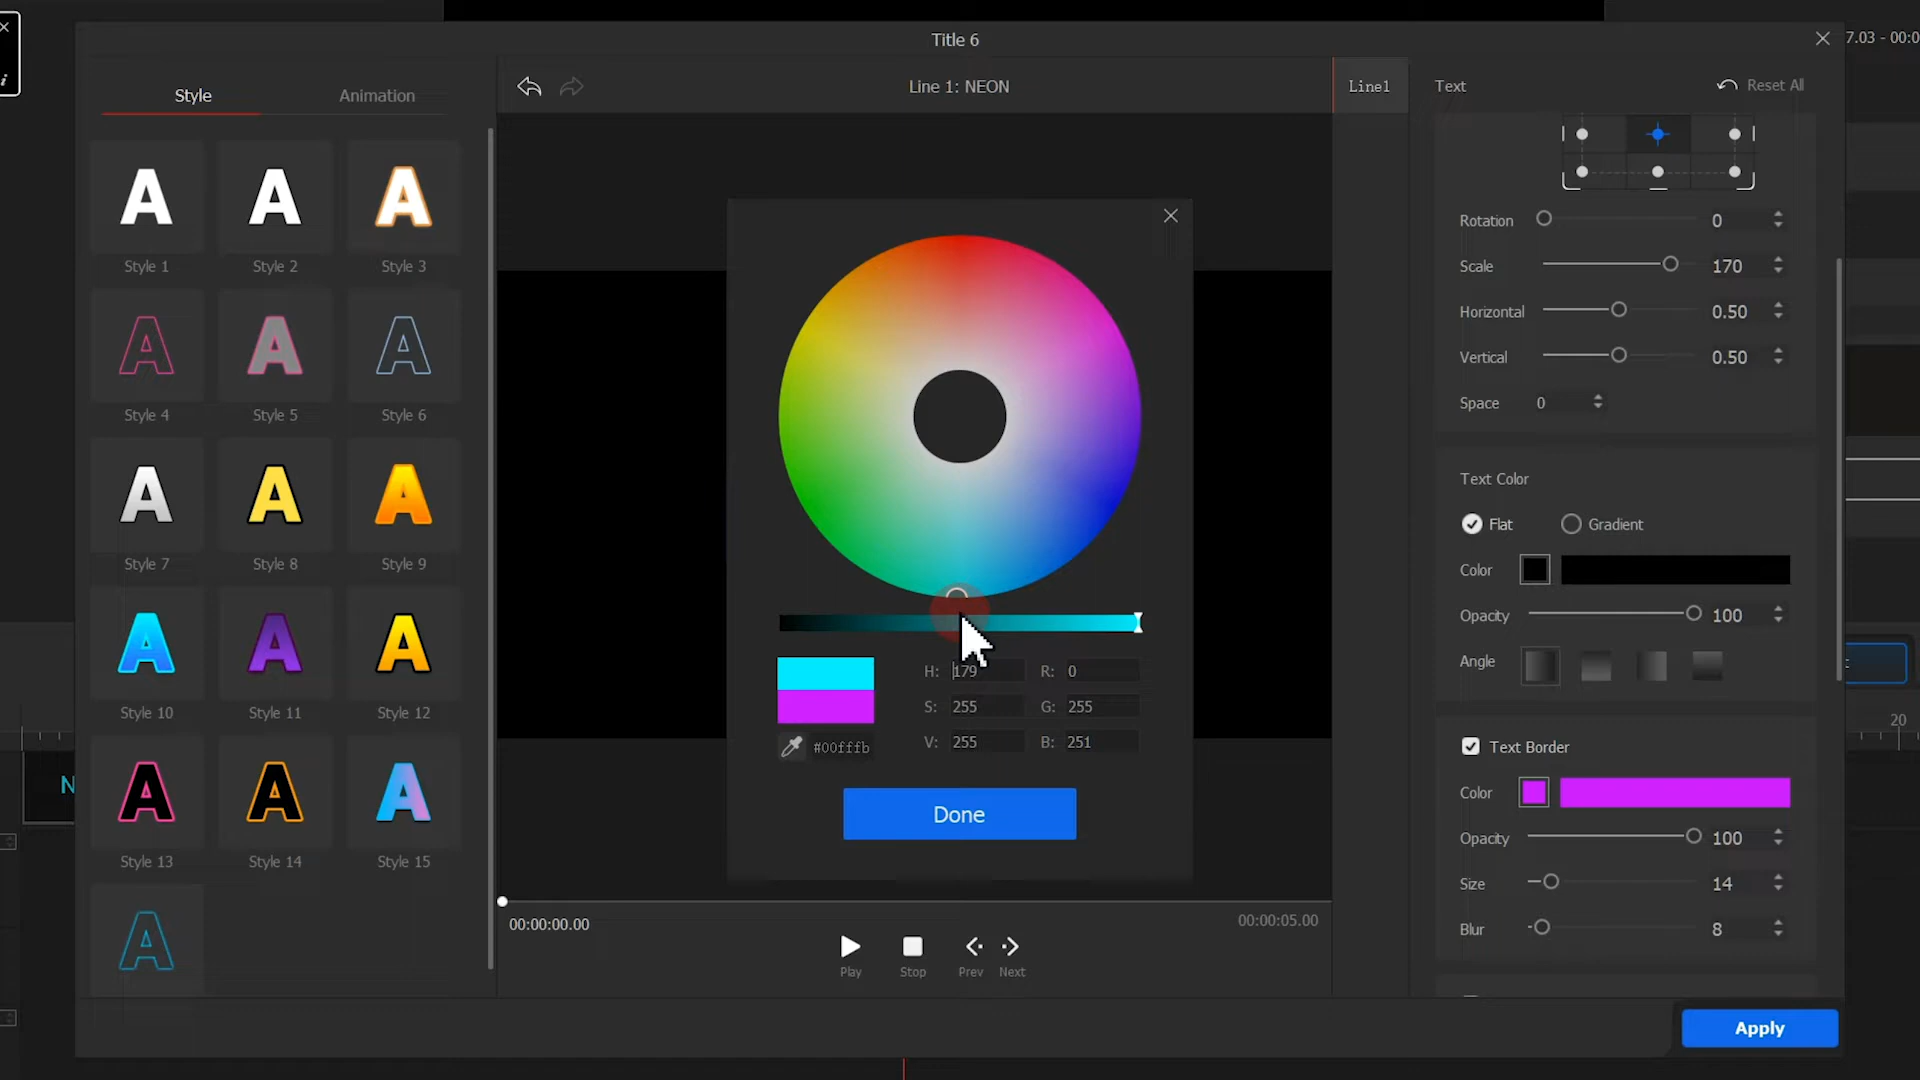 Title 6
7.03 - 00:0
Style
Animation
Line 1: NEON
Line1
Text
Reset All
A
A
A
Style 1
Style 2
Style 3
A
A
A
Style 4
Style 5
Style 6
A
A
A
Style 7
Style 8
Style 9
A
A
A
Style 10
Style 11
Style 12
A
A
A
Style 13
Style 14
Style 15
A
H: 179
R: 0
S: 255
G: 255
V: 255
B: 251
#00fffb
Done
00:00:00.00
00:00:05.00
Play
Stop
Prev
Next
Rotation
0
Scale
170
Horizontal
0.50
Vertical
0.50
Space
0
Text Color
Flat
Gradient
Color
Opacity
100
Angle
Text Border
Color
Opacity
100
Size
14
Blur
8
20
N
Apply